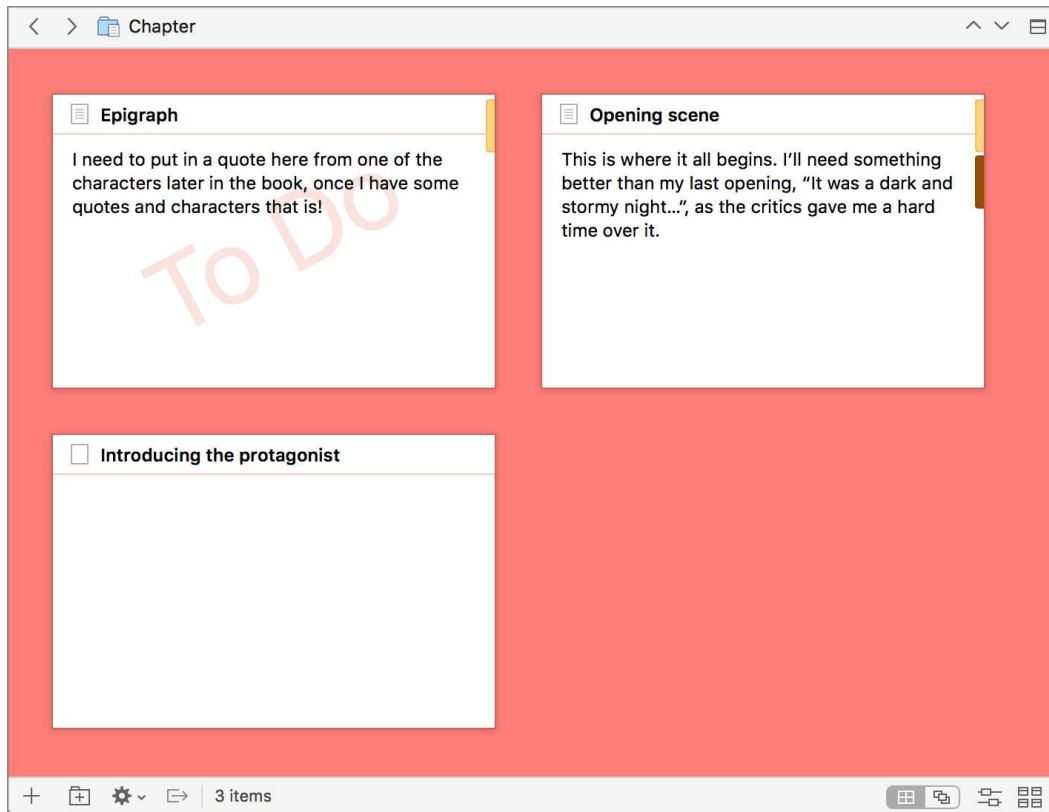 Chapter
Epigraph
I need to put in a quote here from one of the
characters later in the book, once I have some
quotes and characters that is!
To Do
Opening scene
This is where it all begins. I’ll need something
better than my last opening, “It was a dark and
stormy night…”, as the critics gave me a hard
time over it.
Introducing the protagonist
3 items